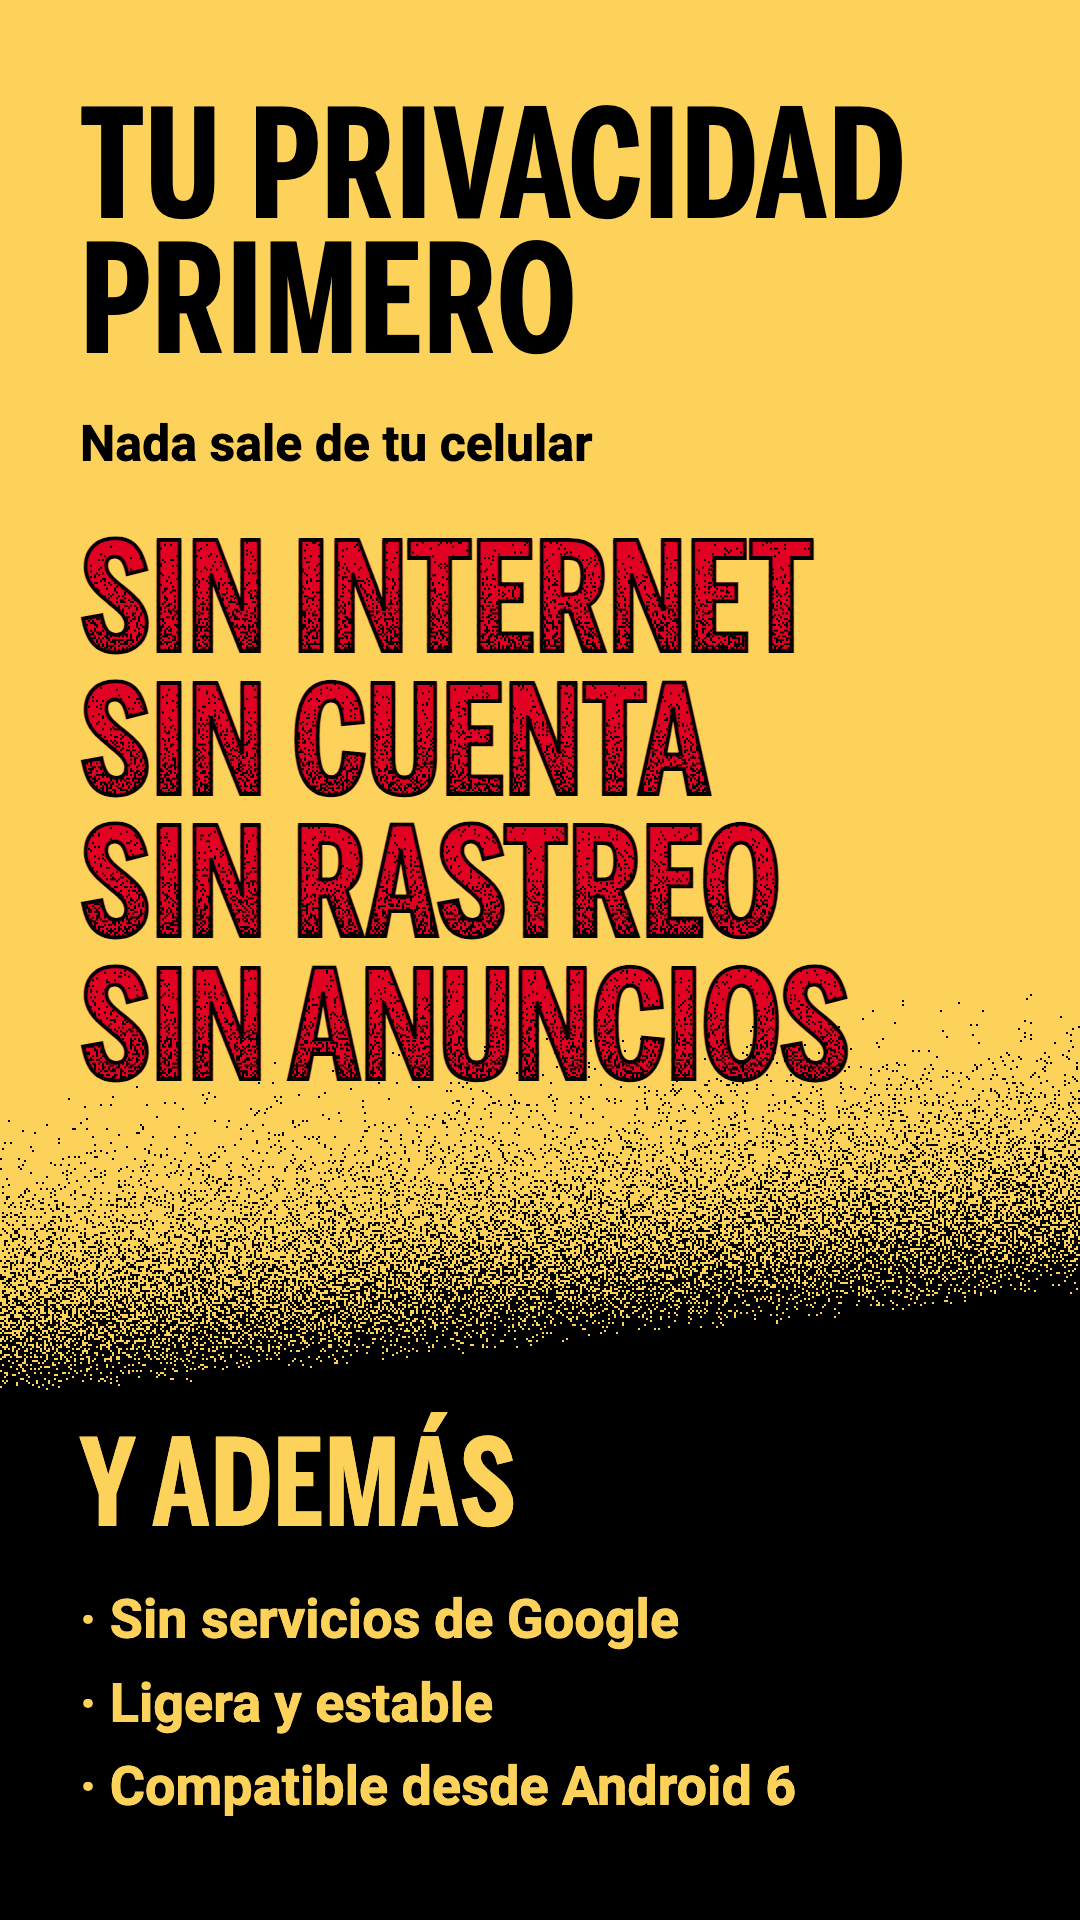 TU PRIVACIDAD
PRIMERO
Nada sale de tu celular
SIN INTERNET
SIN CUENTA
SIN RASTREO
SIN ANUNCIOS
Y ADEMÁS
· Sin servicios de Google
· Ligera y estable
· Compatible desde Android 6